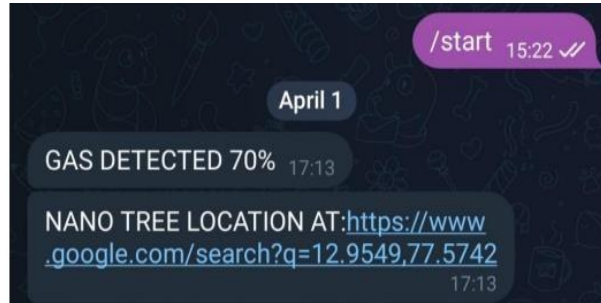 /start 15:22
April 1
GAS DETECTED 70% 17:13
NANO TREE LOCATION AT:https://www
.google.com/search?q=12.9549,77.5742
17:13